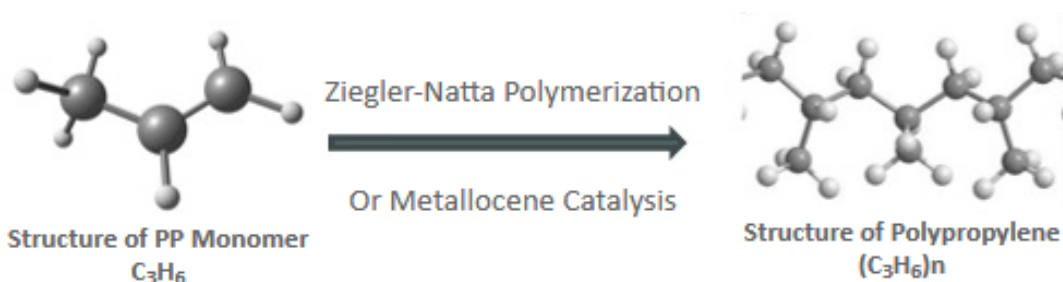 Ziegler-Natta Polymerization
Or Metallocene Catalysis
Structure of PP Monomer
C₃H₆
Structure of Polypropylene
(C₃H₆)n